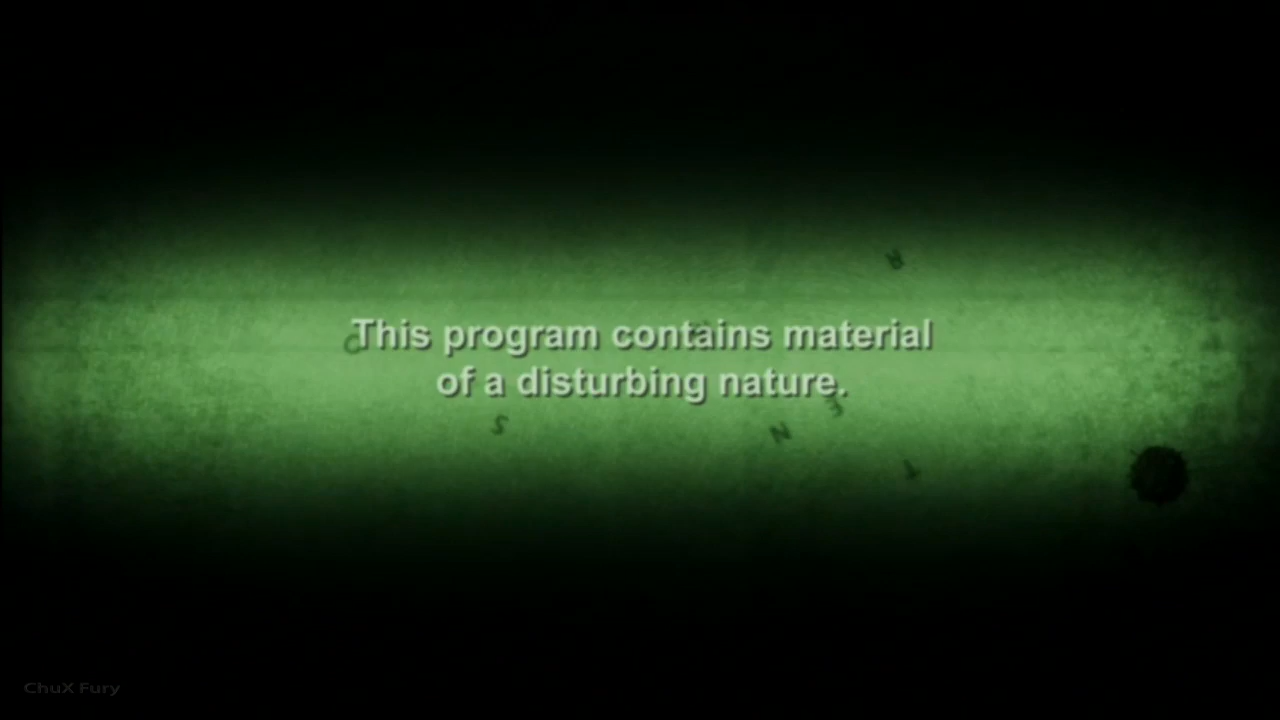 R
This program contains material
C
of a disturbing nature.
E
S
N
ChuX Fury